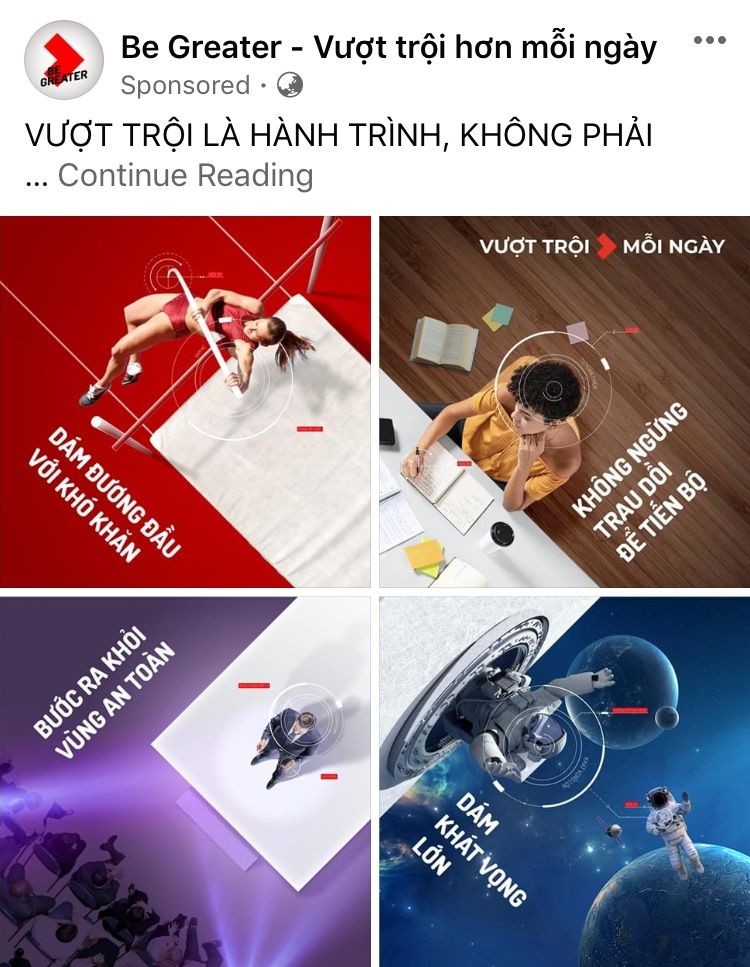 BE
GREATER
Be Greater - Vượt trội hơn mỗi ngày
Sponsored ·
VƯỢT TRỘI LÀ HÀNH TRÌNH, KHÔNG PHẢI
... Continue Reading
DÁM ĐƯƠNG ĐẦU
VỚI KHÓ KHĂN
VƯỢT TRỘI MỖI NGÀY
KHÔNG NGỪNG
TRAU DỒI
ĐỂ TIẾN BỘ
BƯỚC RA KHỎI
VÙNG AN TOÀN
DÁM
KHÁT VỌNG
LỚN